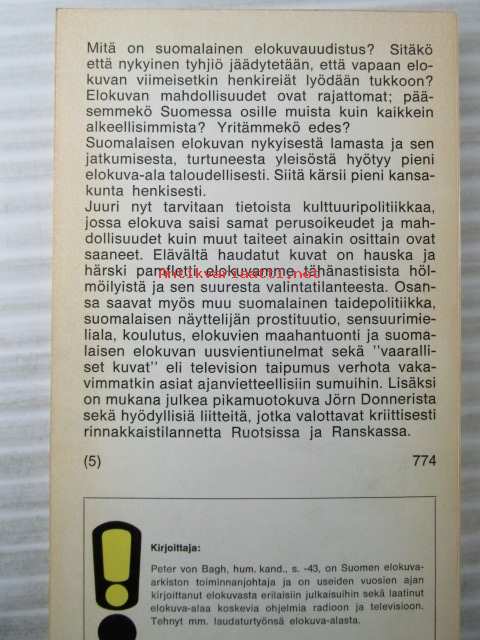 Mitä on suomalainen elokuvauudistus? Sitäkö
että nykyinen tyhjiö jäädytetään, että vapaan elo-
kuvan viimeisetkin henkireiät lyödään tukkoon?
Elokuvan mahdollisuudet ovat rajattomat; pää-
semmekö Suomessa osille muista kuin kaikkein
alkeellisimmista? Yritämmekö edes?
Suomalaisen elokuvan nykyisestä lamasta ja sen
jatkumisesta, turtuneesta yleisöstä hyötyy pieni
elokuva-ala taloudellisesti. Siitä kärsii pieni kansa-
kunta henkisesti.
Juuri nyt tarvitaan tietoista kulttuuripolitiikkaa,
jossa elokuva saisi samat perusoikeudet ja mah-
dollisuudet kuin muut taiteet ainakin osittain ovat
saaneet. Elävältä haudatut kuvat on hauska ja
härski pamfletti elokuvamme tähänastisista höl-
möilyistä ja sen suuresta valintatilanteesta. Osan-
sa saavat myös muu suomalainen taidepolitiikka,
suomalaisen näyttelijän prostituutio, sensuurimie-
liala, koulutus, elokuvien maahantuonti ja suoma-
laisen elokuvan uusvientiunelmat sekä "vaaralli-
set kuvat" eli television taipumus verhota vaka-
vimmatkin asiat ajanvietteellisiin sumuihin. Lisäksi
on mukana julkea pikamuotokuva Jörn Donnerista
sekä hyödyllisiä liitteitä, jotka valottavat kriittisesti
rinnakkaistilannetta Ruotsissa ja Ranskassa.
(5) 774
Kirjoittaja:
Peter von Bagh, hum. kand., s. -43, on Suomen elokuva-
arkiston toiminnanjohtaja ja on useiden vuosien ajan
kirjoittanut elokuvasta erilaisiin julkaisuihin sekä laatinut
elokuva-alaa koskevia ohjelmia radioon ja televisioon.
Tehnyt mm. laudaturtyönsä elokuva-alasta.